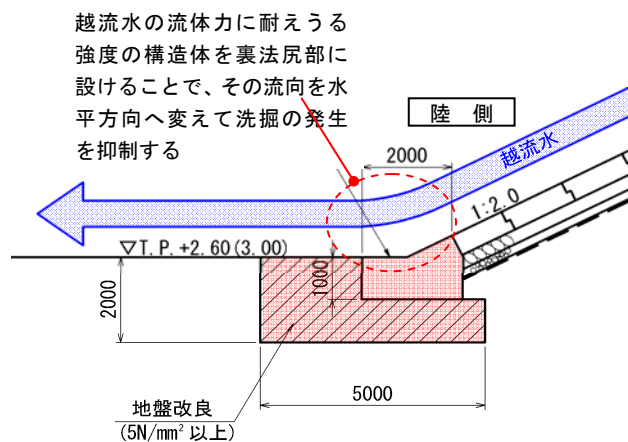 越流水の流体力に耐えうる
強度の構造体を裏法尻部に
設けることで、その流向を水
平方向へ変えて洗掘の発生
を抑制する
陸 側
越流水
2000
1:2.0
▽T.P.+2.60(3.00)
1000
2000
5000
地盤改良
(5N/mm²以上)